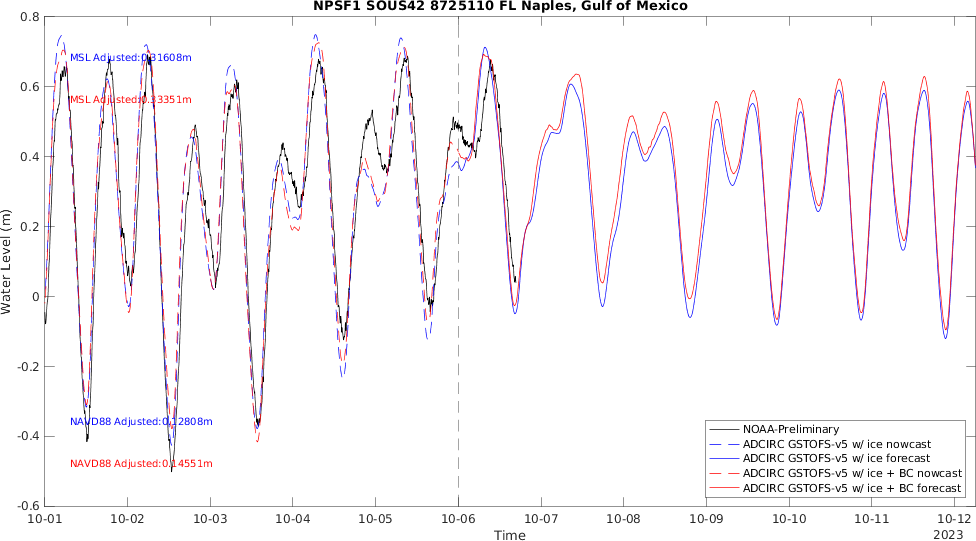 NPSF1 SOUS42 8725110 FL Naples, Gulf of Mexico
Water Level (m)
0.8
0.6
0.4
0.2
0
-0.2
-0.4
-0.6
MSL Adjusted:0.31608m
MSL Adjusted:0.33351m
NAVD88 Adjusted:0.12808m
NAVD88 Adjusted:0.14551m
NOAA-Preliminary
ADCIRC GSTOFS-v5 w/ ice nowcast
ADCIRC GSTOFS-v5 w/ ice forecast
ADCIRC GSTOFS-v5 w/ ice + BC nowcast
ADCIRC GSTOFS-v5 w/ ice + BC forecast
10-01 10-02 10-03 10-04 10-05 10-06 10-07 10-08 10-09 10-10 10-11 10-12
Time
2023